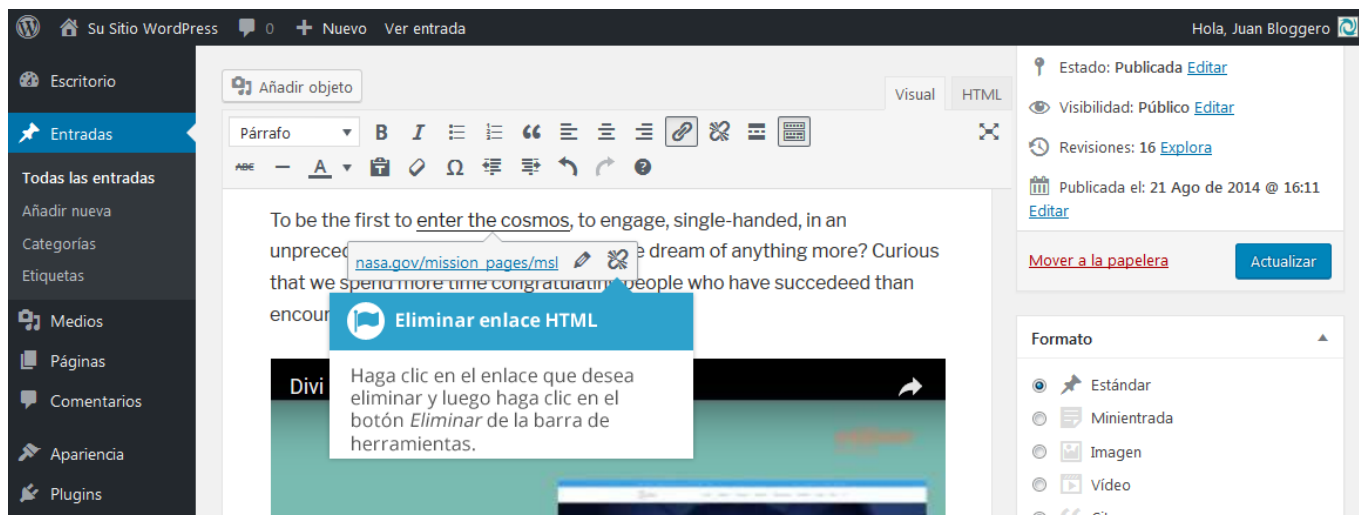 Su Sitio WordPress 0 + Nuevo Ver entrada Hola, Juan Bloggero
Escritorio
Entradas
Todas las entradas
Añadir nueva
Categorías
Etiquetas
Medios
Páginas
Comentarios
Apariencia
Plugins
Añadir objeto
Visual HTML
Párrafo B I
ABE A Ω
To be the first to enter the cosmos, to engage, single-handed, in an
unpreced e dream of anything more? Curious
nasa.gov/mission_pages/msl
that we spend more time congratulating people who have succedeed than
encour
Eliminar enlace HTML
Haga clic en el enlace que desea
eliminar y luego haga clic en el
botón Eliminar de la barra de
herramientas.
Divi
Estado: Publicada Editar
Visibilidad: Público Editar
Revisiones: 16 Explora
Publicada el: 21 Ago de 2014 @ 16:11
Editar
Mover a la papelera Actualizar
Formato
Estándar
Minientrada
Imagen
Vídeo